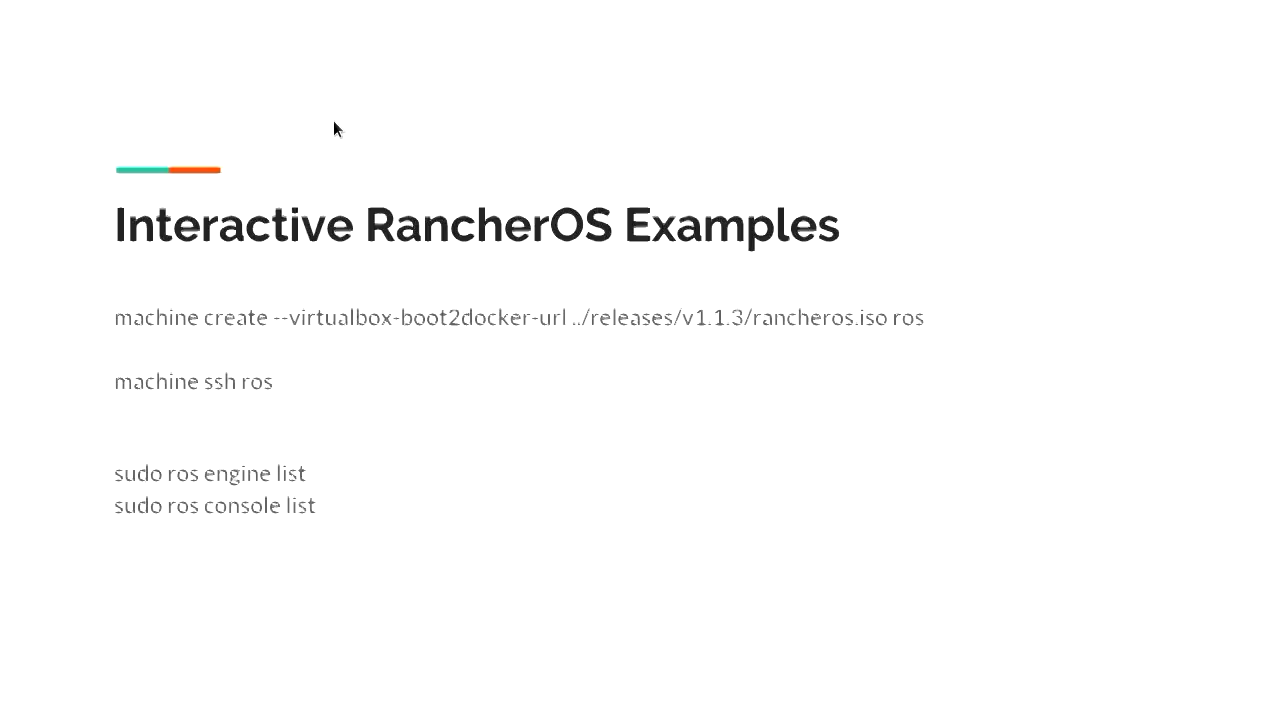 Interactive RancherOS Examples
machine create --virtualbox-boot2docker-url ../releases/v1.1.3/rancheros.iso ros
machine ssh ros
sudo ros engine list
sudo ros console list